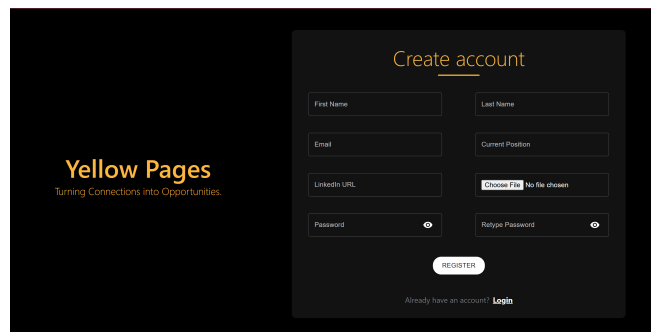 Create account
First Name
Last Name
Email
Current Position
Yellow Pages
Turning Connections into Opportunities.
LinkedIn URL
Choose File No file chosen
Password
Retype Password
REGISTER
Already have an account? Login